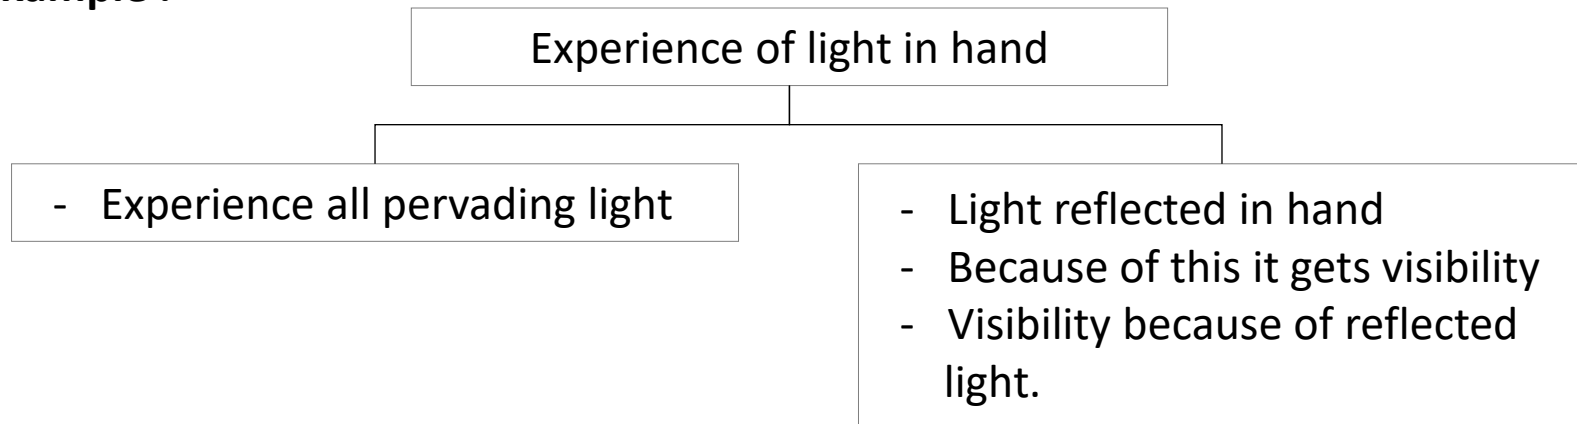 Experience of light in hand
- Experience all pervading light
- Light reflected in hand
- Because of this it gets visibility
- Visibility because of reflected
light.